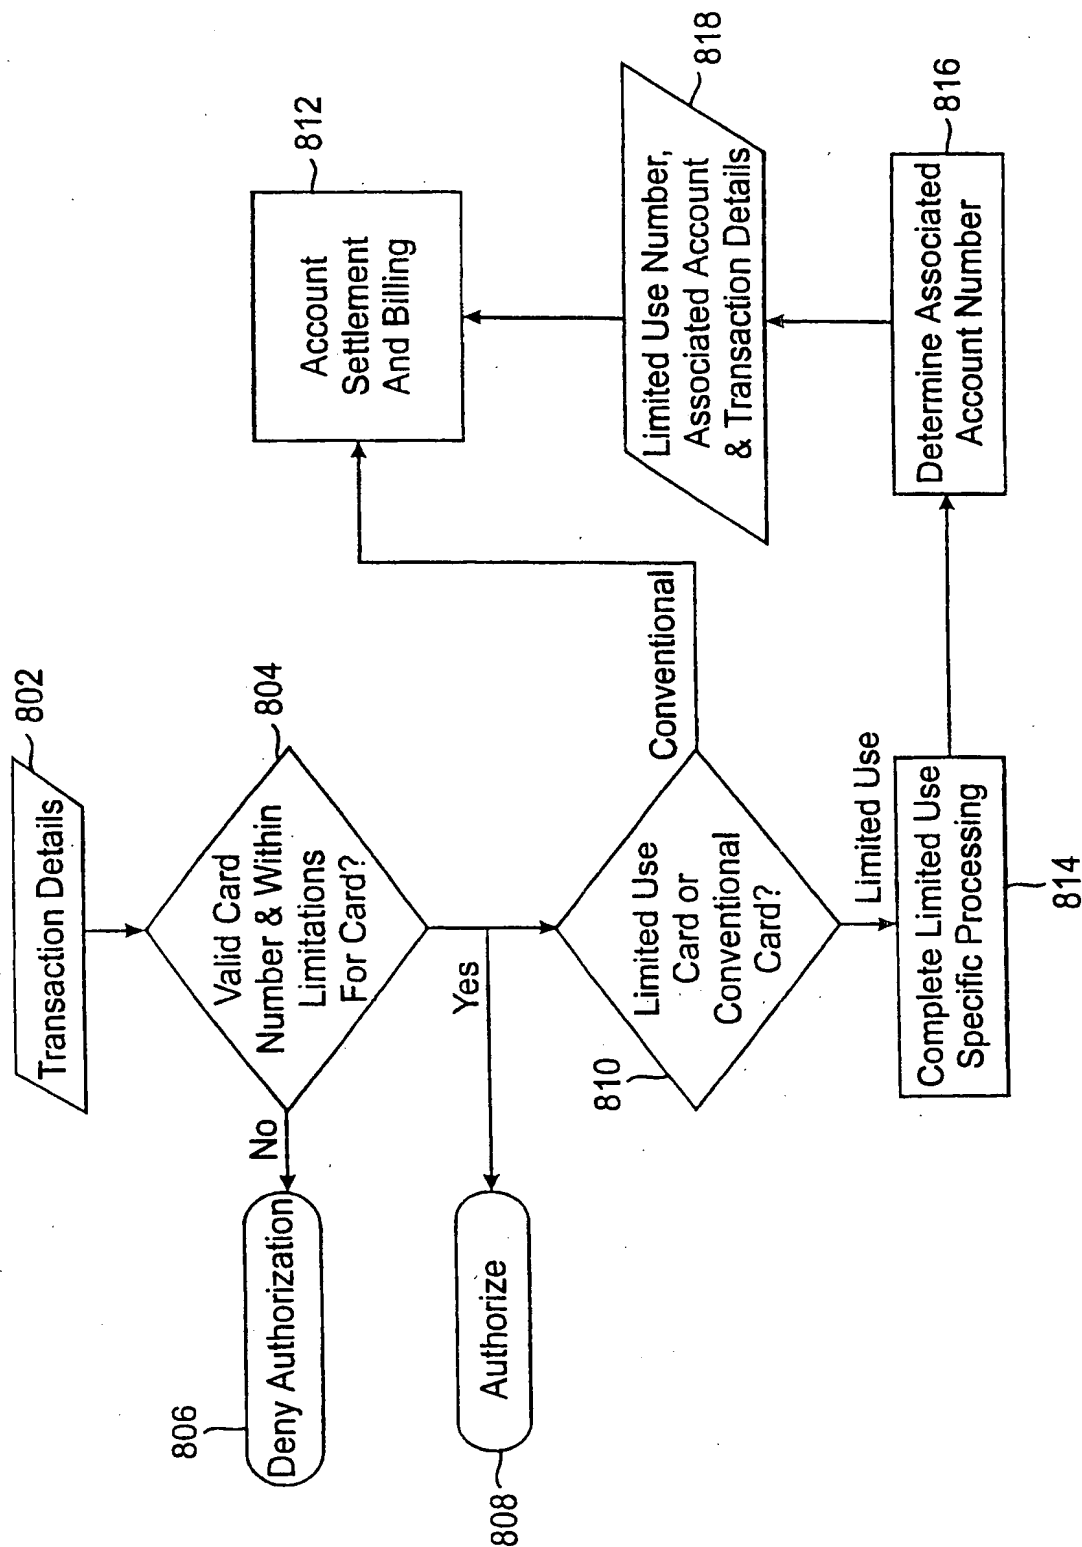 802
Transaction Details
804
Valid Card
Number & Within
Limitations
For Card?
No
806
Deny Authorization
Yes
808
Authorize
810
Limited Use
Card or
Conventional
Card?
Conventional
812
Account
Settlement
And Billing
Limited Use
Complete Limited Use
Specific Processing
814
Determine Associated
Account Number
816
Limited Use Number,
Associated Account
& Transaction Details
818